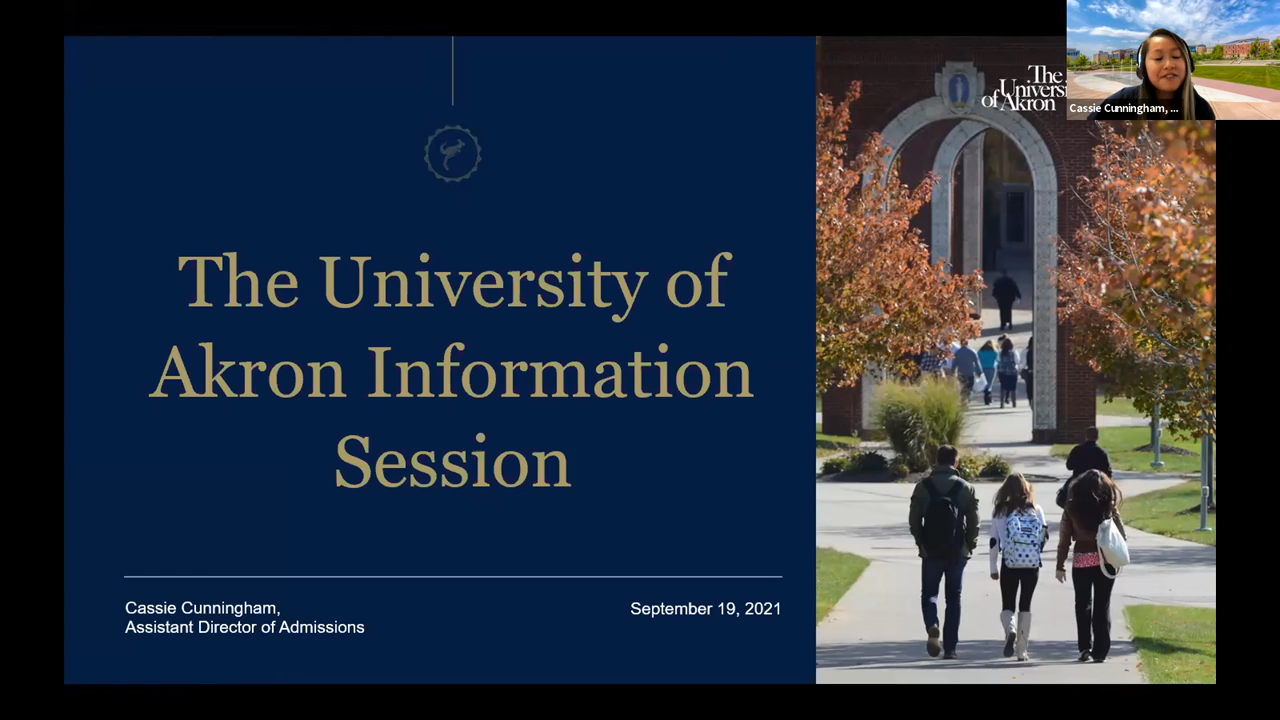 The University of
Akron Information
Session
Cassie Cunningham,
Assistant Director of Admissions
September 19, 2021
The
of Akron
Cassie Cunningham, ...